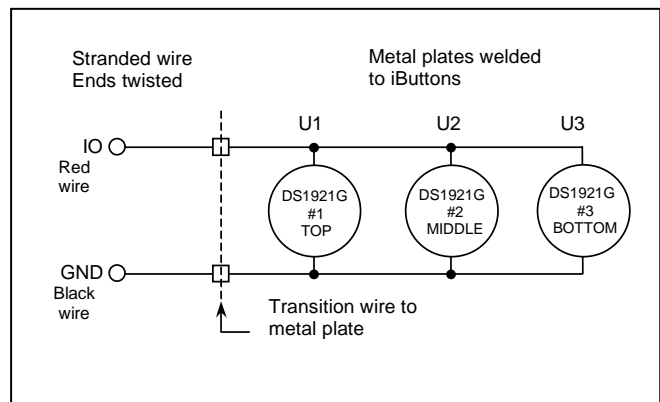 Stranded wire
Ends twisted
Metal plates welded
to iButtons
U1
U2
U3
IO
Red
wire
DS1921G
#1
TOP
DS1921G
#2
MIDDLE
DS1921G
#3
BOTTOM
GND
Black
wire
Transition wire to
metal plate